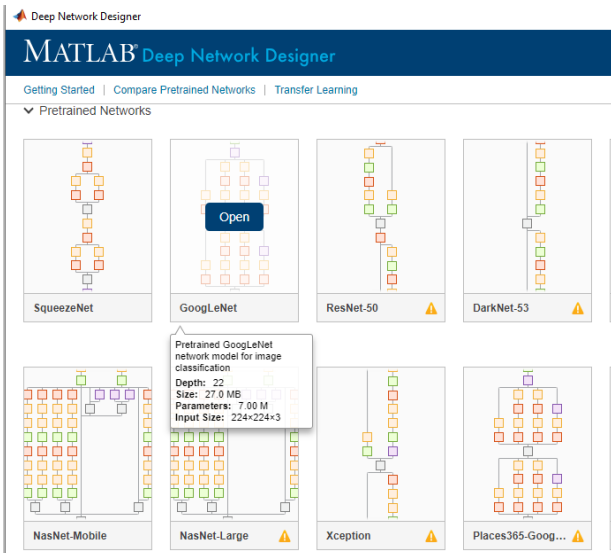 Deep Network Designer
MATLAB® Deep Network Designer
Getting Started | Compare Pretrained Networks | Transfer Learning
Pretrained Networks
Open
SqueezeNet
GoogLeNet
ResNet-50
DarkNet-53
Pretrained GoogLeNet
network model for image
classification
Depth: 22
Size: 27.0 MB
Parameters: 7.00 M
Input Size: 224×224×3
NasNet-Mobile
NasNet-Large
Xception
Places365-Goog...